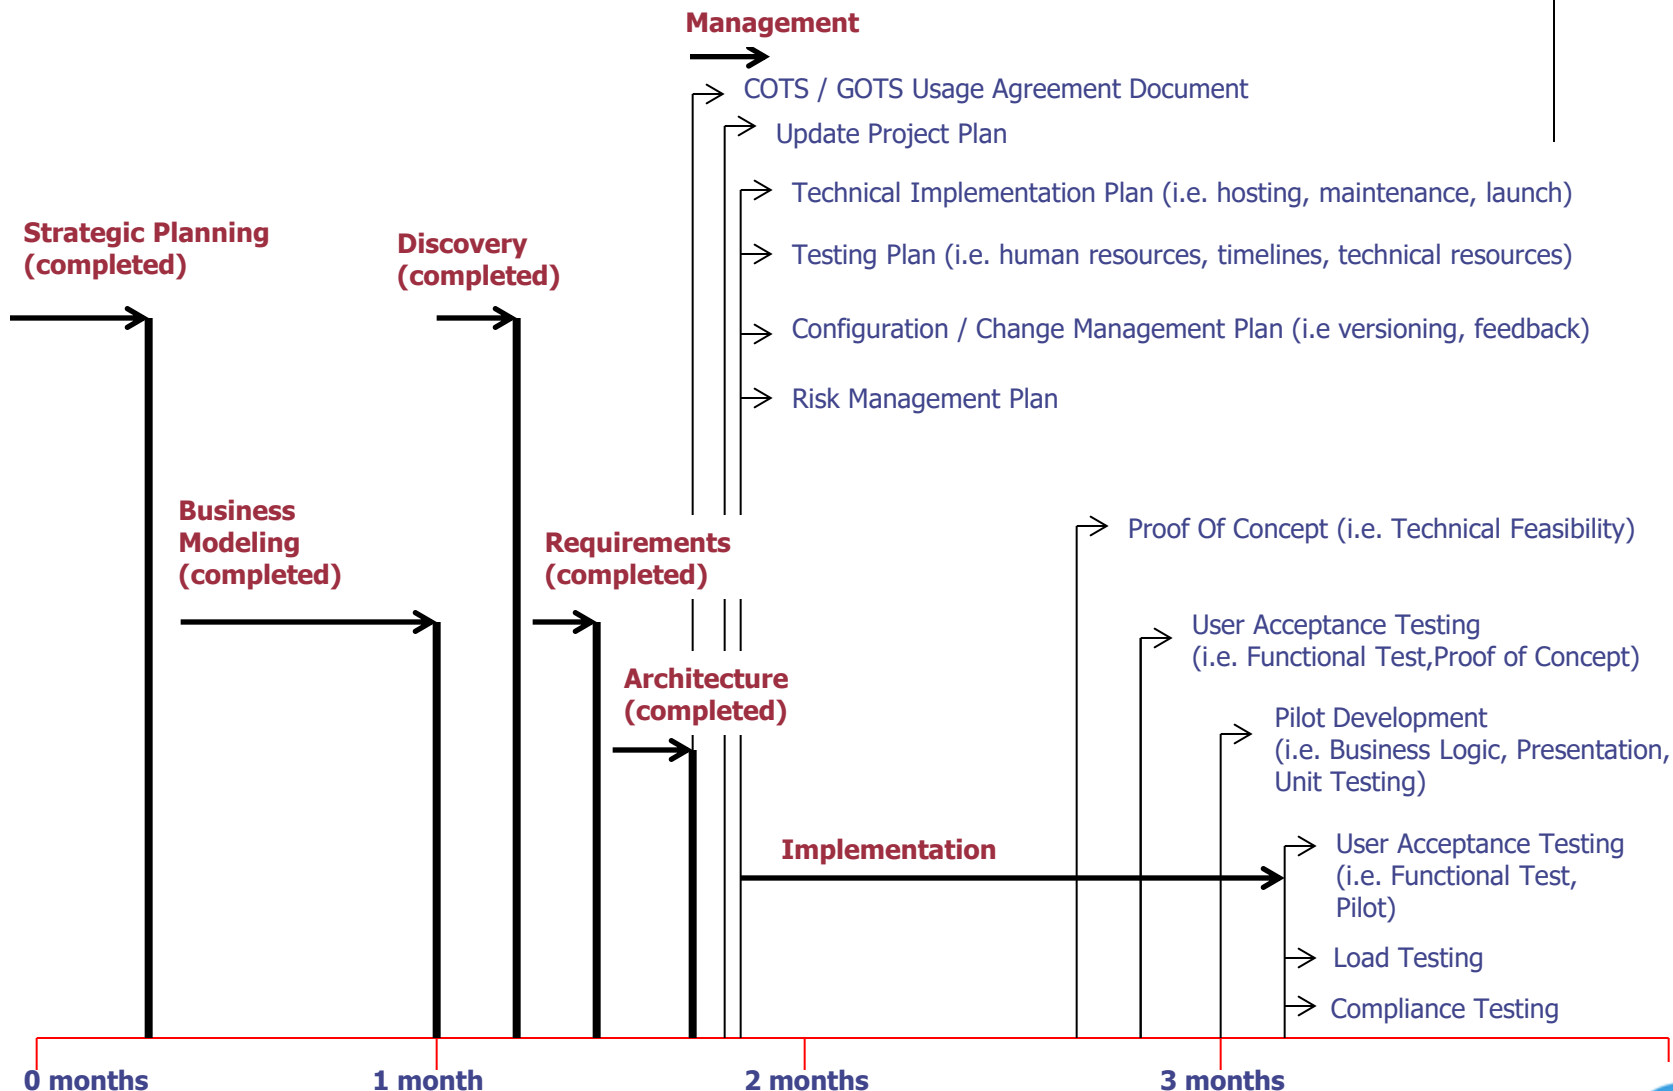 Management
COTS / GOTS Usage Agreement Document
Update Project Plan
Technical Implementation Plan (i.e. hosting, maintenance, launch)
Strategic Planning
(completed)
Discovery
(completed)
Testing Plan (i.e. human resources, timelines, technical resources)
Configuration / Change Management Plan (i.e versioning, feedback)
Risk Management Plan
Business
Modeling
(completed)
Requirements
(completed)
Proof Of Concept (i.e. Technical Feasibility)
User Acceptance Testing
(i.e. Functional Test,Proof of Concept)
Architecture
(completed)
Pilot Development
(i.e. Business Logic, Presentation,
Unit Testing)
Implementation
User Acceptance Testing
(i.e. Functional Test,
Pilot)
Load Testing
Compliance Testing
0 months
1 month
2 months
3 months